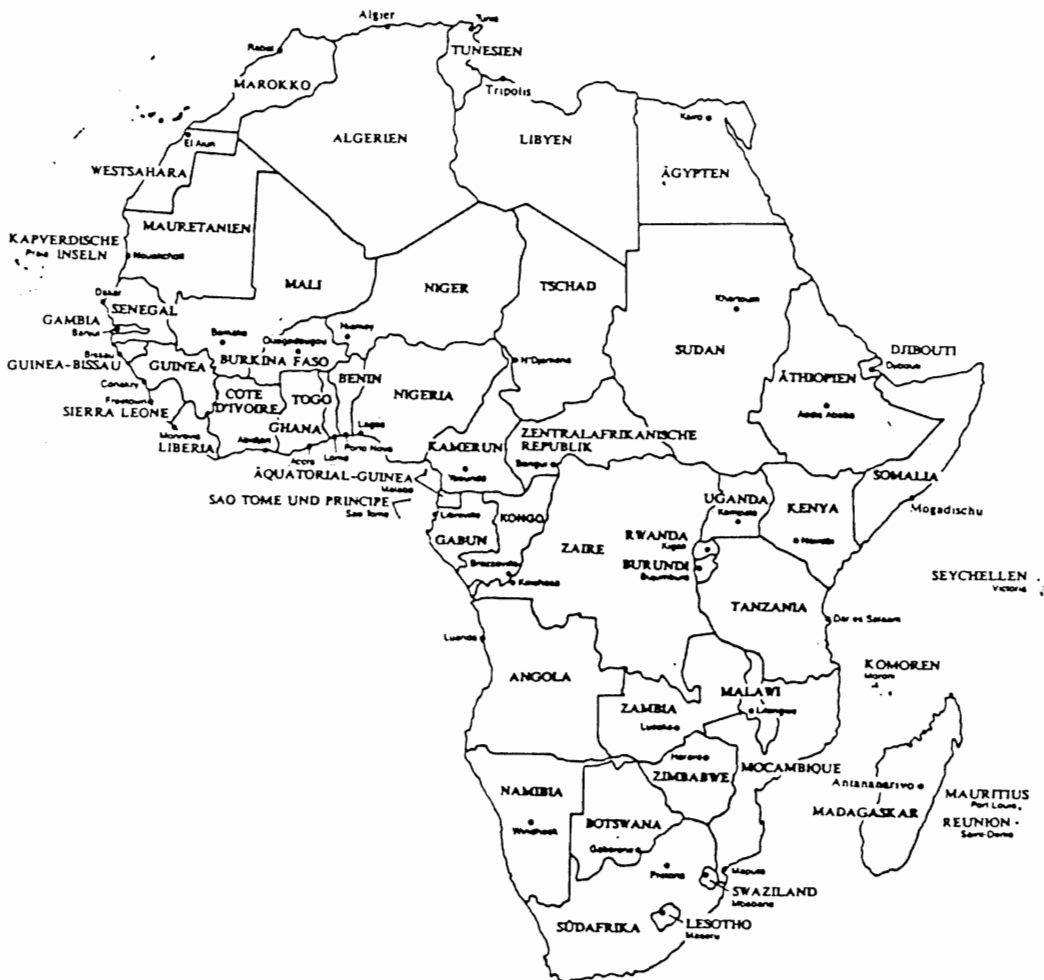 Algier
Tunis
Rabat
TUNESIEN
MAROKKO
Tripolis
Kairo
El Aiun
ALGERIEN
LIBYEN
WESTSAHARA
ÄGYPTEN
MAURETANIEN
KAPVERDISCHE
Praia INSELN
Nouakchott
MALI
NIGER
TSCHAD
Dakar
SENEGAL
Khartoum
GAMBIA
Banjul
Bamako
Ouagadougou
Niamey
SUDAN
DJIBOUTI
Djibouti
Bissau
GUINEA-BISSAU
GUINEA
BURKINA FASO
N'Djamena
BENIN
NIGERIA
ÄTHIOPIEN
Conakry
CÔTE
D'IVOIRE
TOGO
Addis Abeba
Freetown
SIERRA LEONE
GHANA
Lagos
Monrovia
LIBERIA
Abidjan
Accra
Lome
Porto Novo
KAMERUN
ZENTRALAFRIKANISCHE
REPUBLIK
Bangui
ÄQUATORIAL-GUINEA
Malabo
Yaoundé
SOMALIA
SAO TOME UND PRINCIPE
Sao Tome
Libreville
KONGO
UGANDA
Kampala
KENYA
Mogadischu
GABUN
ZAIRE
RWANDA
Kigali
Nairobi
Brazzaville
Kinshasa
BURUNDI
Bujumbura
SEYCHELLEN
Victoria
TANZANIA
Dar es Salaam
Luanda
KOMOREN
Moroni
ANGOLA
MALAWI
Lilongwe
ZAMBIA
Lusaka
Harare
ZIMBABWE
MOCAMBIQUE
Antananarivo
MAURITIUS
Port Louis
NAMIBIA
MADAGASKAR
REUNION
Saint-Denis
Windhoek
BOTSWANA
Gaborone
Pretoria
Maputo
SWAZILAND
Mbabane
SÜDAFRIKA
LESOTHO
Maseru